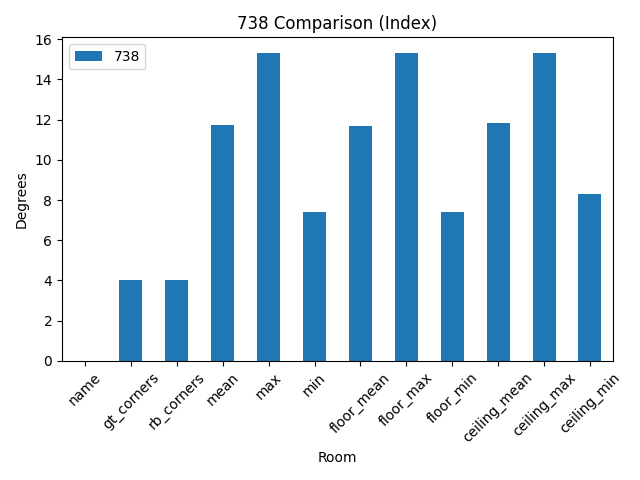 738 Comparison (Index)
738
16
14
12
10
8
6
4
2
0
Degrees
name
gt_corners
rb_corners
mean
max
min
floor_mean
floor_max
floor_min
ceiling_mean
ceiling_max
ceiling_min
Room